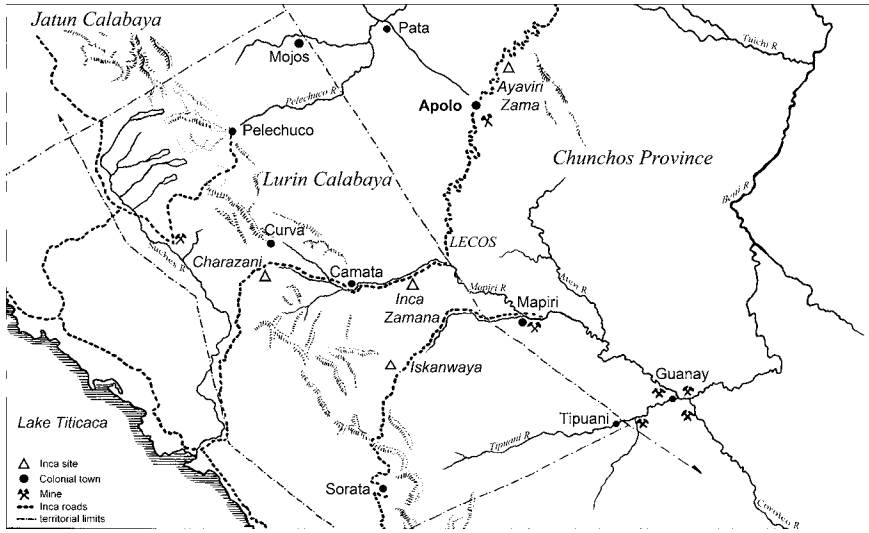 Jatun Calabaya
Pata
Mojos
Tuichi R
Ayaviri
Zama
Pelechuco R
Apolo
Pelechuco
Chunchos Province
Lurin Calabaya
Beni R
Curva
LECOS
Suches R
Charazani
Camata
Aten R
Mapiri R
Inca
Zamana
Mapiri
Iskanwaya
Guanay
Tipuani
Lake Titicaca
Tipuani R
Inca site
Colonial town
Mine
Inca roads
territorial limits
Sorata
Coroico R